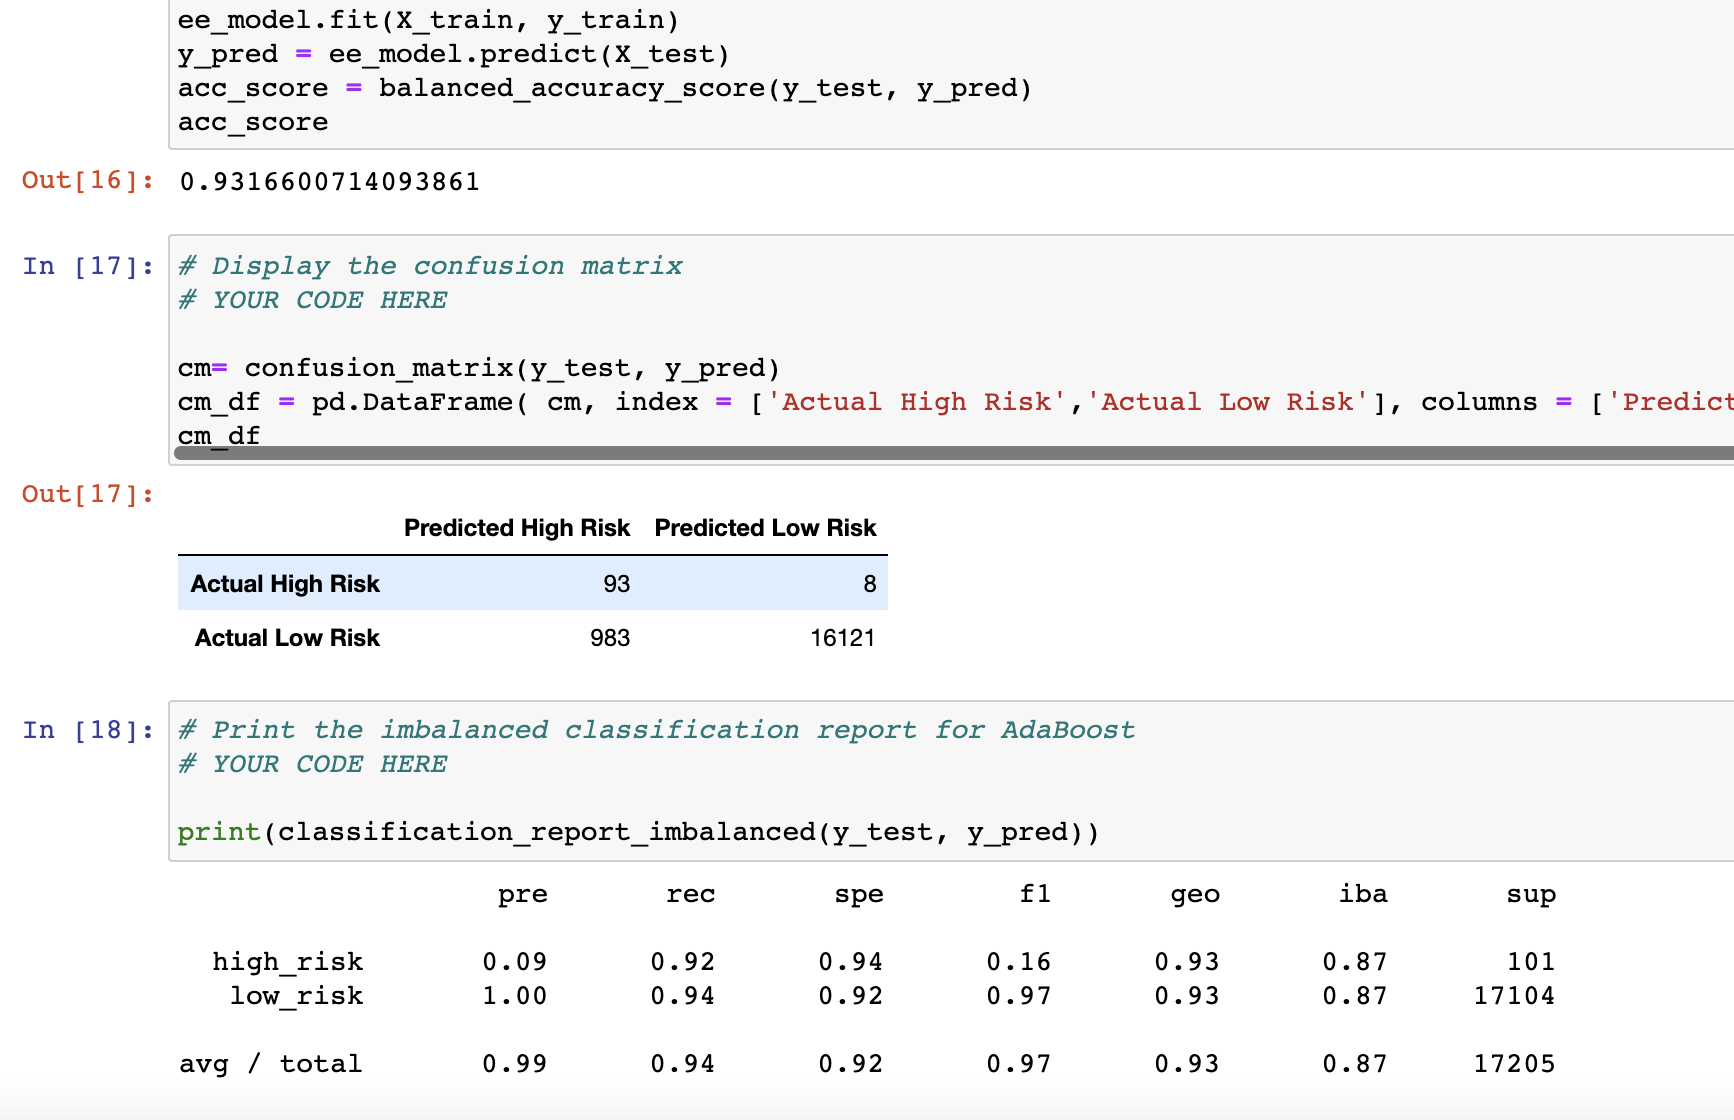 ee_model.fit(X_train, y_train)
y_pred = ee_model.predict(X_test)
acc_score = balanced_accuracy_score(y_test, y_pred)
acc_score
Out[16]: 0.9316600714093861
In [17]: # Display the confusion matrix
# YOUR CODE HERE
cm= confusion_matrix(y_test, y_pred)
cm_df = pd.DataFrame( cm, index = ['Actual High Risk','Actual Low Risk'], columns = ['Predict
cm_df
Out[17]:
Predicted High Risk Predicted Low Risk
Actual High Risk 93 8
Actual Low Risk 983 16121
In [18]: # Print the imbalanced classification report for AdaBoost
# YOUR CODE HERE
print(classification_report_imbalanced(y_test, y_pred))
pre rec spe f1 geo iba sup
high_risk 0.09 0.92 0.94 0.16 0.93 0.87 101
low_risk 1.00 0.94 0.92 0.97 0.93 0.87 17104
avg / total 0.99 0.94 0.92 0.97 0.93 0.87 17205